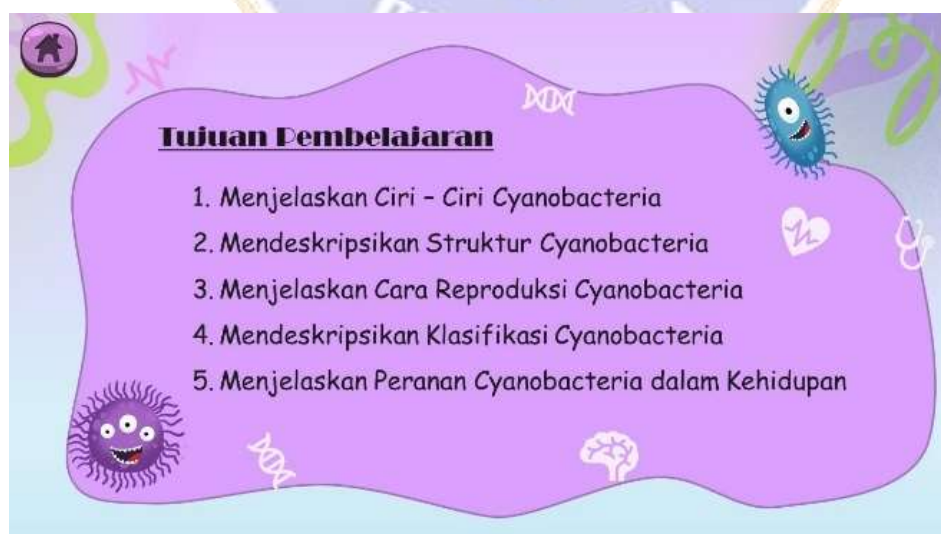 Tujuan Pembelajaran
1. Menjelaskan Ciri – Ciri Cyanobacteria
2. Mendeskripsikan Struktur Cyanobacteria
3. Menjelaskan Cara Reproduksi Cyanobacteria
4. Mendeskripsikan Klasifikasi Cyanobacteria
5. Menjelaskan Peranan Cyanobacteria dalam Kehidupan